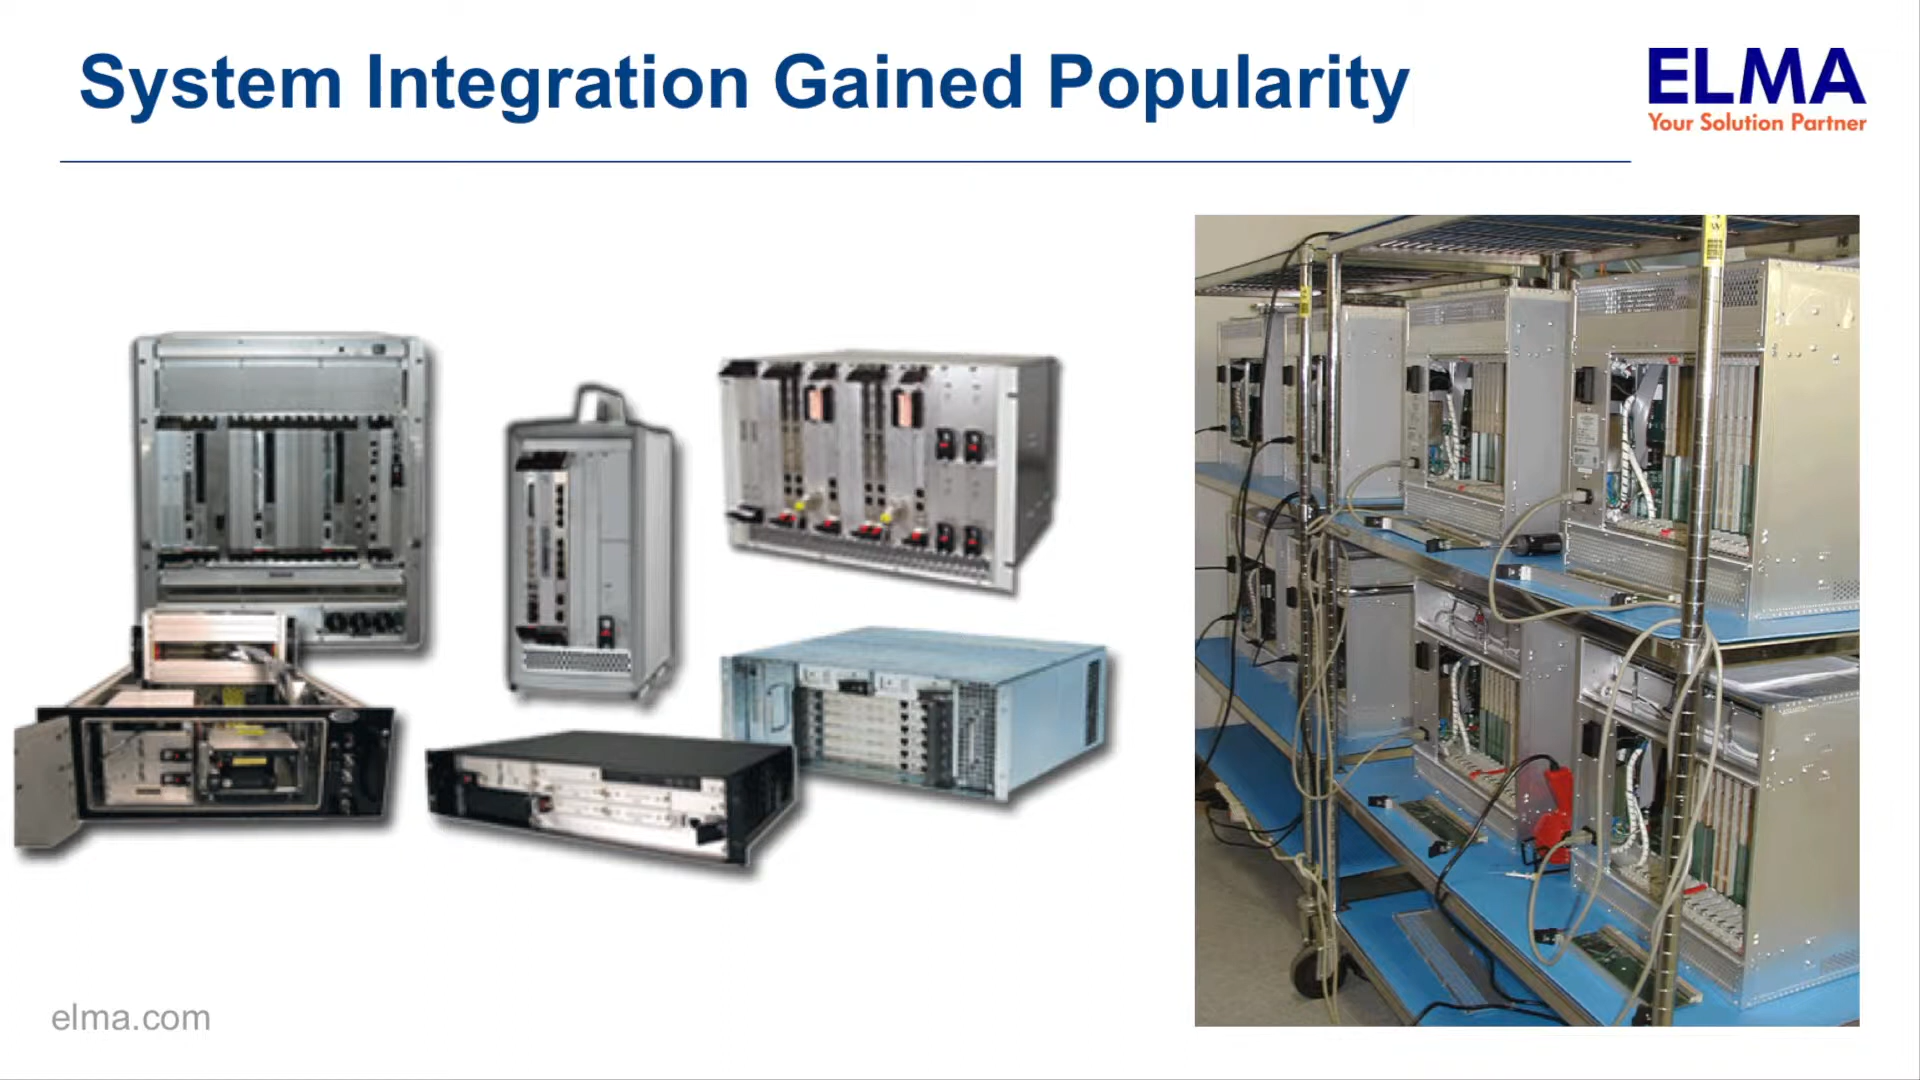 System Integration Gained Popularity
ELMA
Your Solution Partner
elma.com